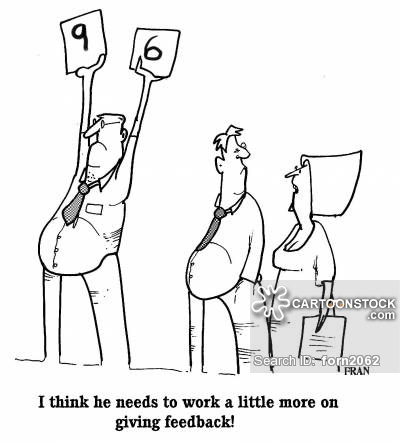 9 6
CARTOONSTOCK
.com
Search ID: forn2062
FRAN
I think he needs to work a little more on
giving feedback!